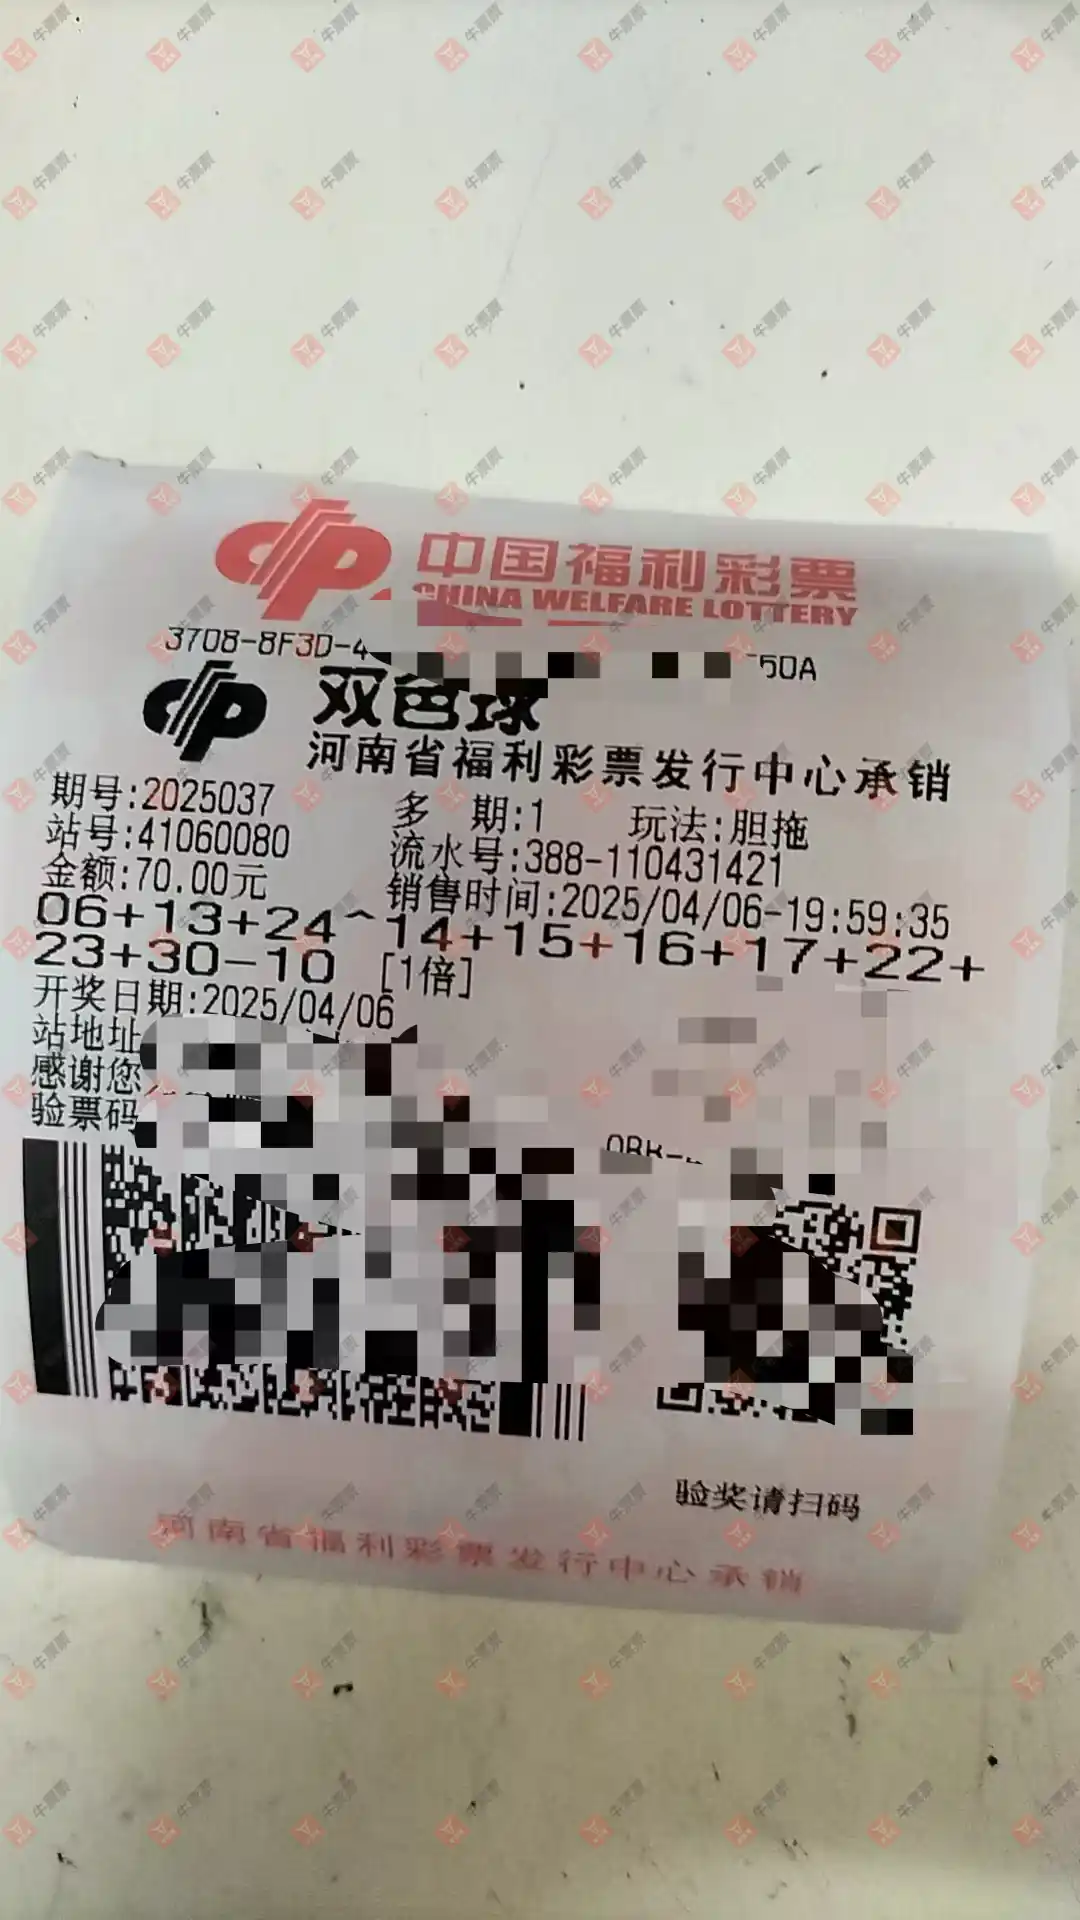 中国福利彩票
CHINA WELFARE LOTTERY
3708-8F3D-4
60A
双色球
河南省福利彩票发行中心承销
期号:2025037 多 期:1 玩法:胆拖
站号:41060080 流水号:388-110431421
金额:70.00元 销售时间:2025/04/06-19:59:35
06+13+24^14+15+16+17+22+
23+30-10 [1倍]
开奖日期:2025/04/06
站地址
感谢您
验票码
验奖请扫码
河南省福利彩票发行中心承销
牛票票